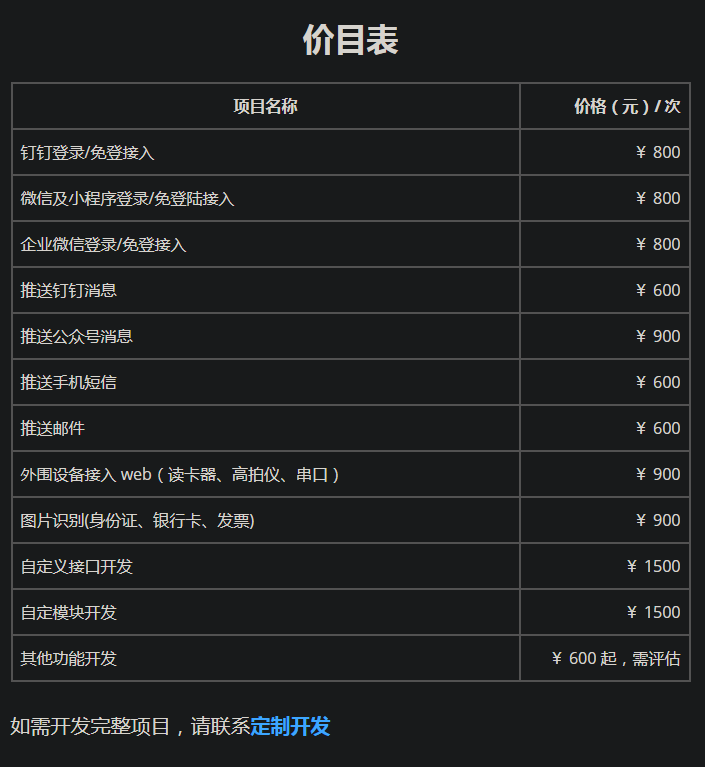 价目表
项目名称 价格（元）/ 次
钉钉登录/免登接入 ￥ 800
微信及小程序登录/免登陆接入 ￥ 800
企业微信登录/免登接入 ￥ 800
推送钉钉消息 ￥ 600
推送公众号消息 ￥ 900
推送手机短信 ￥ 600
推送邮件 ￥ 600
外围设备接入 web（读卡器、高拍仪、串口） ￥ 900
图片识别(身份证、银行卡、发票) ￥ 900
自定义接口开发 ￥ 1500
自定模块开发 ￥ 1500
其他功能开发 ￥ 600 起，需评估
如需开发完整项目，请联系定制开发